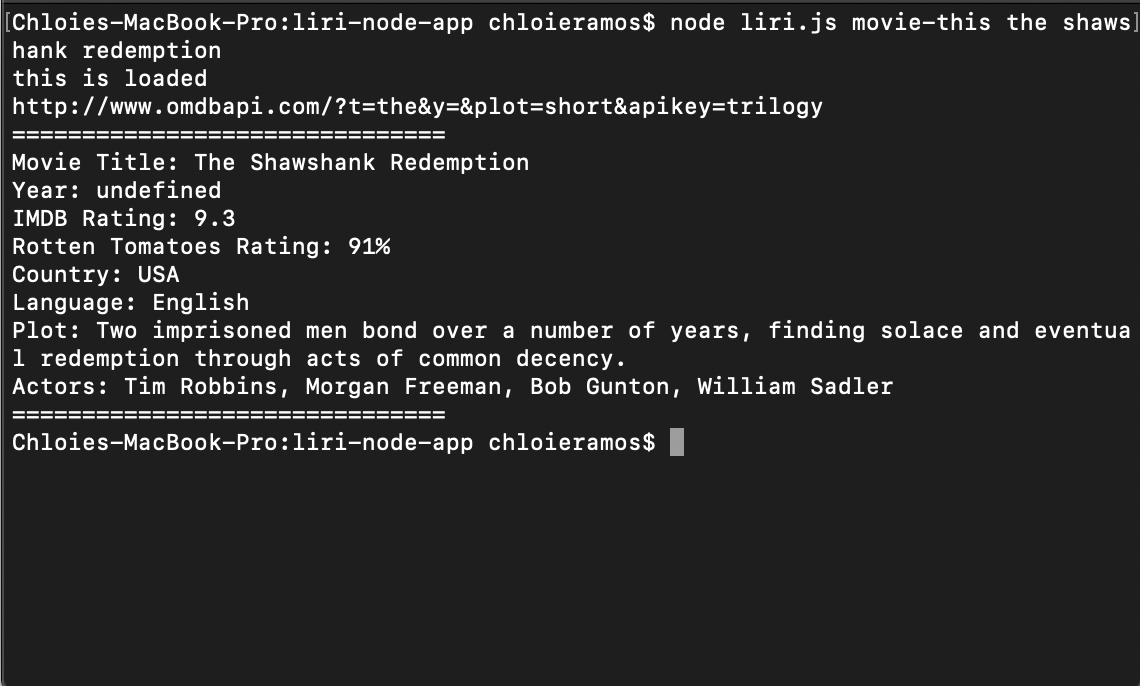 [Chloies-MacBook-Pro:liri-node-app chloieramos$ node liri.js movie-this the shaws]
hank redemption
this is loaded
http://www.omdbapi.com/?t=the&y=&plot=short&apikey=trilogy
===============================
Movie Title: The Shawshank Redemption
Year: undefined
IMDB Rating: 9.3
Rotten Tomatoes Rating: 91%
Country: USA
Language: English
Plot: Two imprisoned men bond over a number of years, finding solace and eventua
l redemption through acts of common decency.
Actors: Tim Robbins, Morgan Freeman, Bob Gunton, William Sadler
===============================
Chloies-MacBook-Pro:liri-node-app chloieramos$